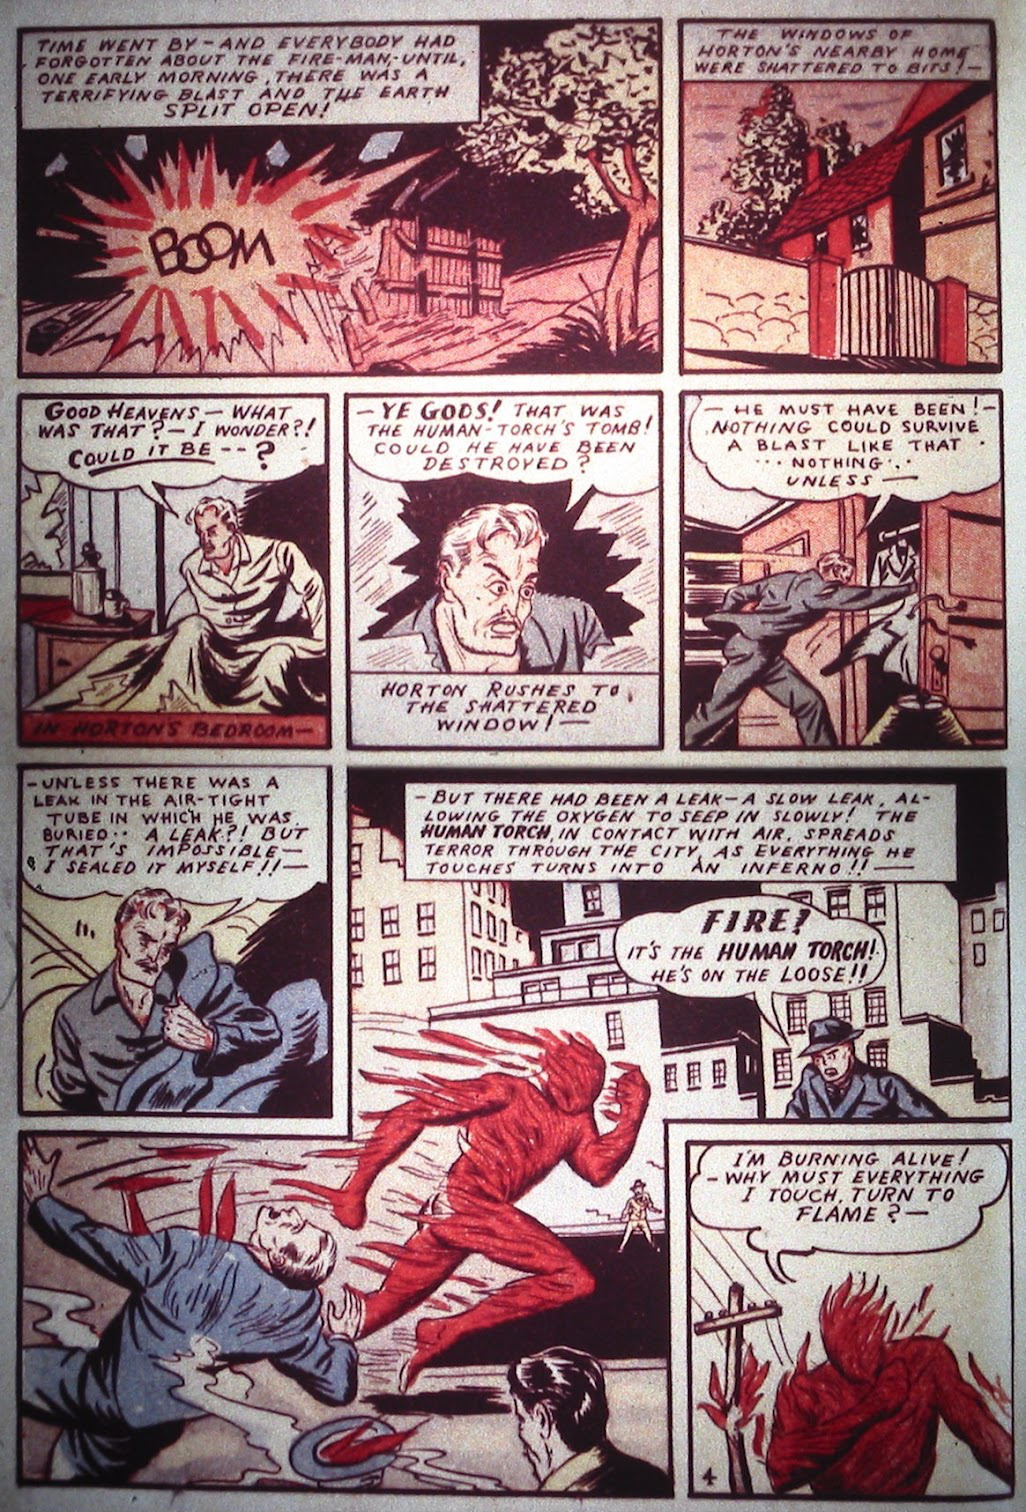 TIME WENT BY — AND EVERYBODY HAD
FORGOTTEN ABOUT THE FIRE-MAN,-UNTIL,
ONE EARLY MORNING, THERE WAS A
TERRIFYING BLAST AND THE EARTH
SPLIT OPEN!
BOOM
THE WINDOWS OF
HORTON'S NEARBY HOME
WERE SHATTERED TO BITS! —
GOOD HEAVENS — WHAT
WAS THAT? — I WONDER?!
COULD IT BE -- ?
IN HORTON'S BEDROOM —
— YE GODS! THAT WAS
THE HUMAN-TORCH'S TOMB!
COULD HE HAVE BEEN
DESTROYED?
HORTON RUSHES TO
THE SHATTERED
WINDOW! —
— HE MUST HAVE BEEN! —
NOTHING COULD SURVIVE
A BLAST LIKE THAT ·
··· NOTHING ···
UNLESS —
— UNLESS THERE WAS A
LEAK IN THE AIR-TIGHT
TUBE IN WHICH HE WAS
BURIED ·· A LEAK?! BUT
THAT'S IMPOSSIBLE —
I SEALED IT MYSELF!! —
— BUT THERE HAD BEEN A LEAK — A SLOW LEAK, AL-
LOWING THE OXYGEN TO SEEP IN SLOWLY! THE
HUMAN TORCH, IN CONTACT WITH AIR, SPREADS
TERROR THROUGH THE CITY, AS EVERYTHING HE
TOUCHES TURNS INTO AN INFERNO!! —
FIRE?
IT'S THE HUMAN TORCH!
HE'S ON THE LOOSE!!
I'M BURNING ALIVE!
— WHY MUST EVERYTHING
I TOUCH, TURN TO
FLAME? —
4